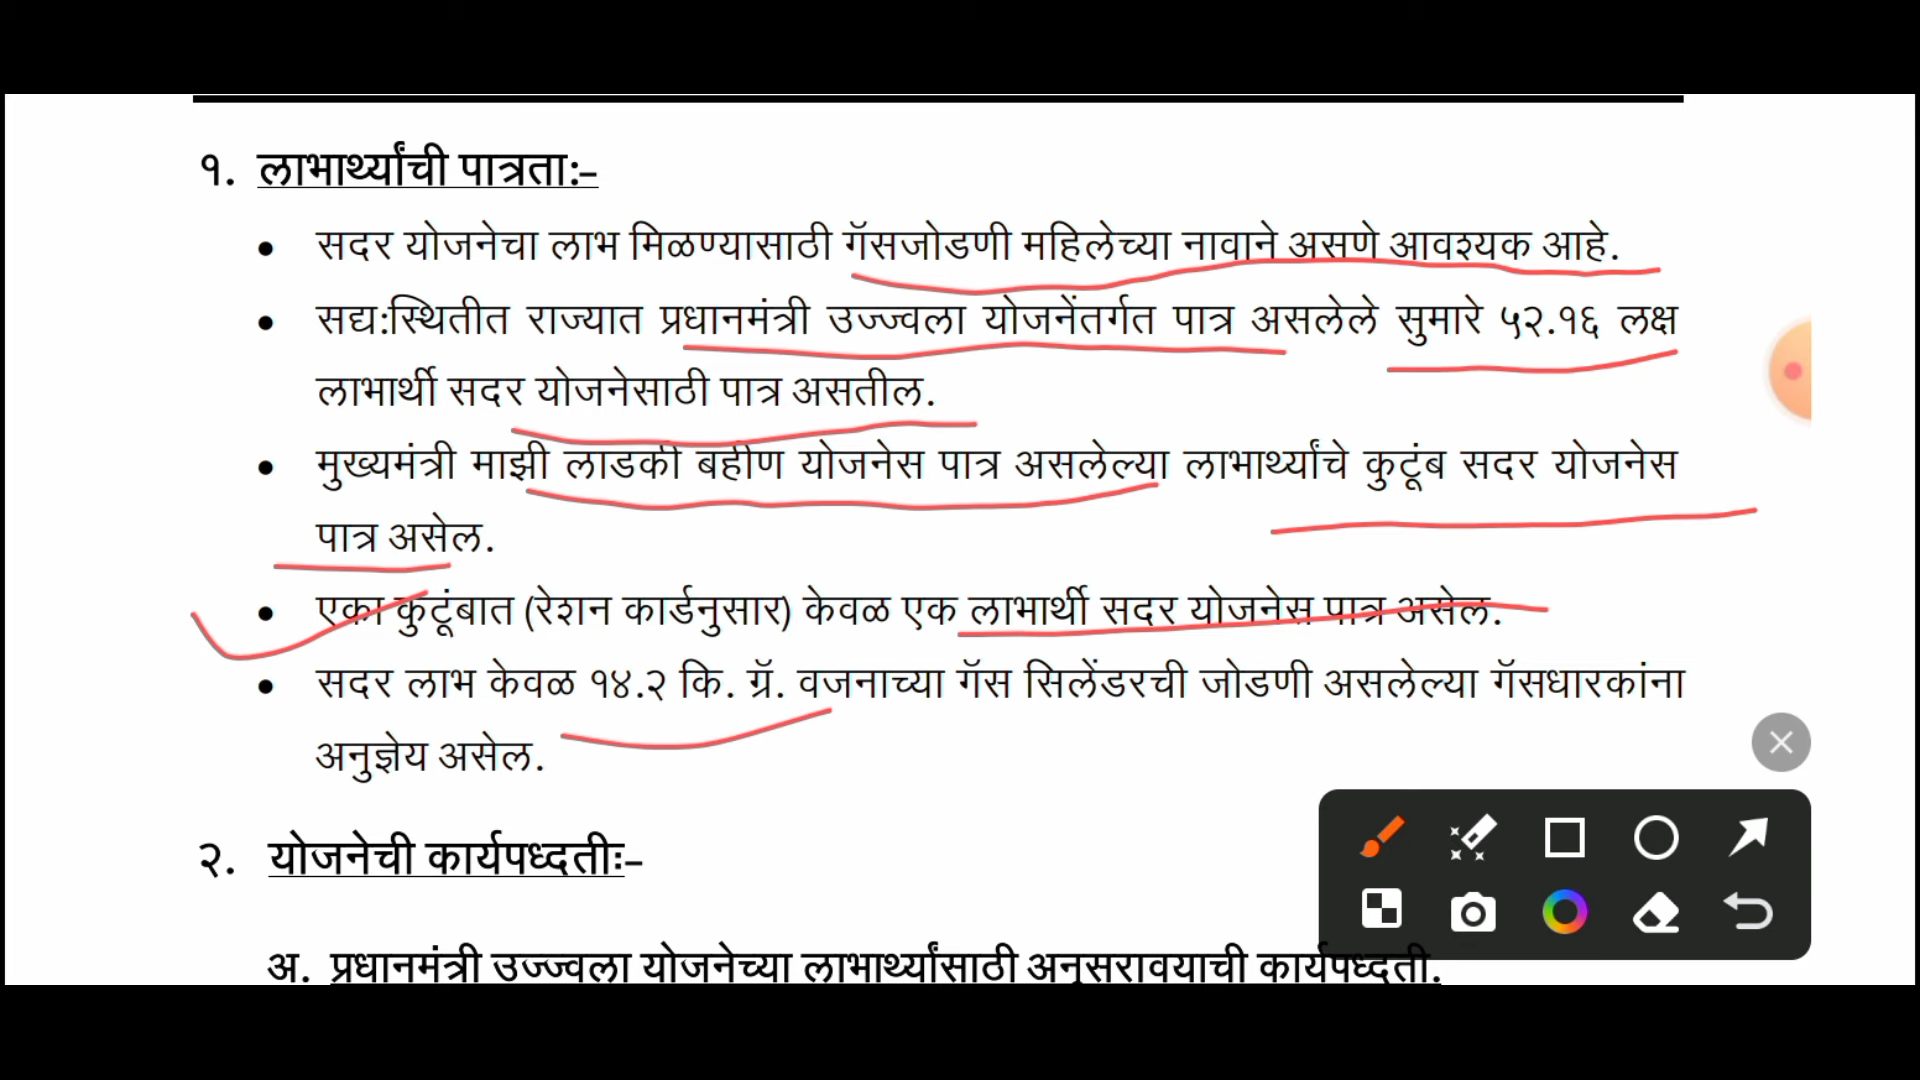 १. लाभार्थ्यांची पात्रताः-
• सदर योजनेचा लाभ मिळण्यासाठी गॅसजोडणी महिलेच्या नावाने असणे आवश्यक आहे.
• सद्य:स्थितीत राज्यात प्रधानमंत्री उज्ज्वला योजनेंतर्गत पात्र असलेले सुमारे ५२.१६ लक्ष
लाभार्थी सदर योजनेसाठी पात्र असतील.
• मुख्यमंत्री माझी लाडकी बहीण योजनेस पात्र असलेल्या लाभार्थ्यांचे कुटूंब सदर योजनेस
पात्र असेल.
• एका कुटूंबात (रेशन कार्डनुसार) केवळ एक लाभार्थी सदर योजनेस पात्र असेल.
• सदर लाभ केवळ १४.२ कि. ग्रॅ. वजनाच्या गॅस सिलेंडरची जोडणी असलेल्या गॅसधारकांना
अनुज्ञेय असेल.
२. योजनेची कार्यपध्दतीः-
अ. प्रधानमंत्री उज्ज्वला योजनेच्या लाभार्थ्यांसाठी अनुसरावयाची कार्यपध्दती.